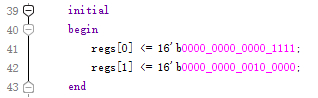 39 initial
40 begin
41 regs[0] <= 16'b0000_0000_0000_1111;
42 regs[1] <= 16'b0000_0000_0010_0000;
43 end